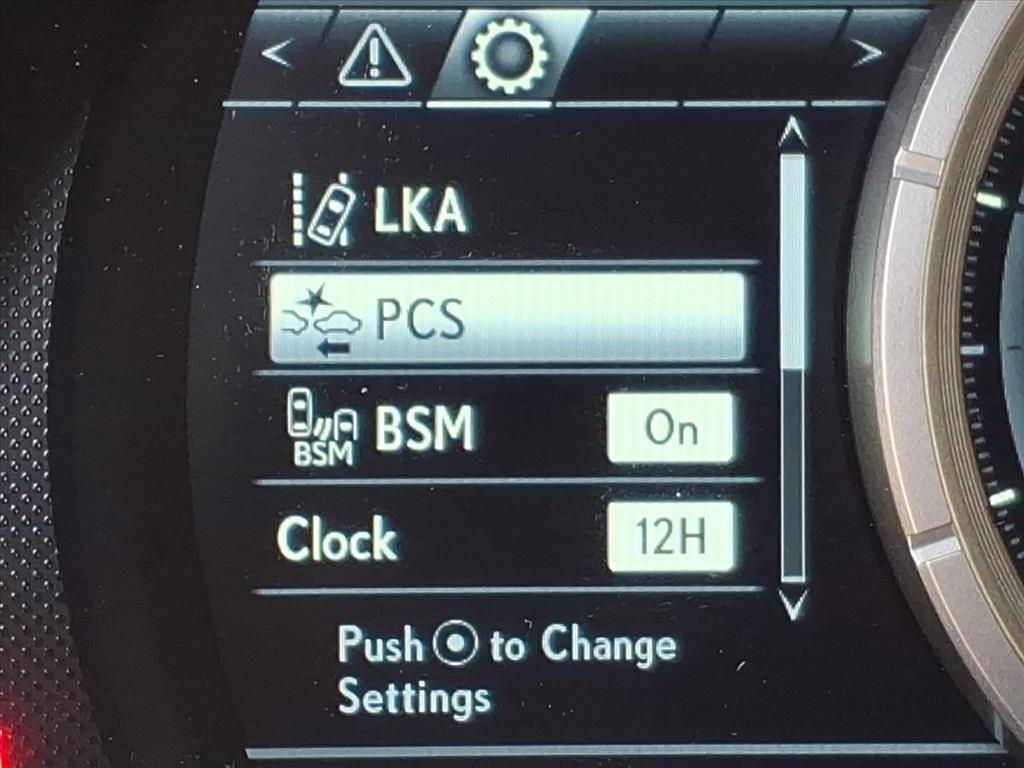 LKA
PCS
BSM BSM On
Clock 12H
Push to Change
Settings